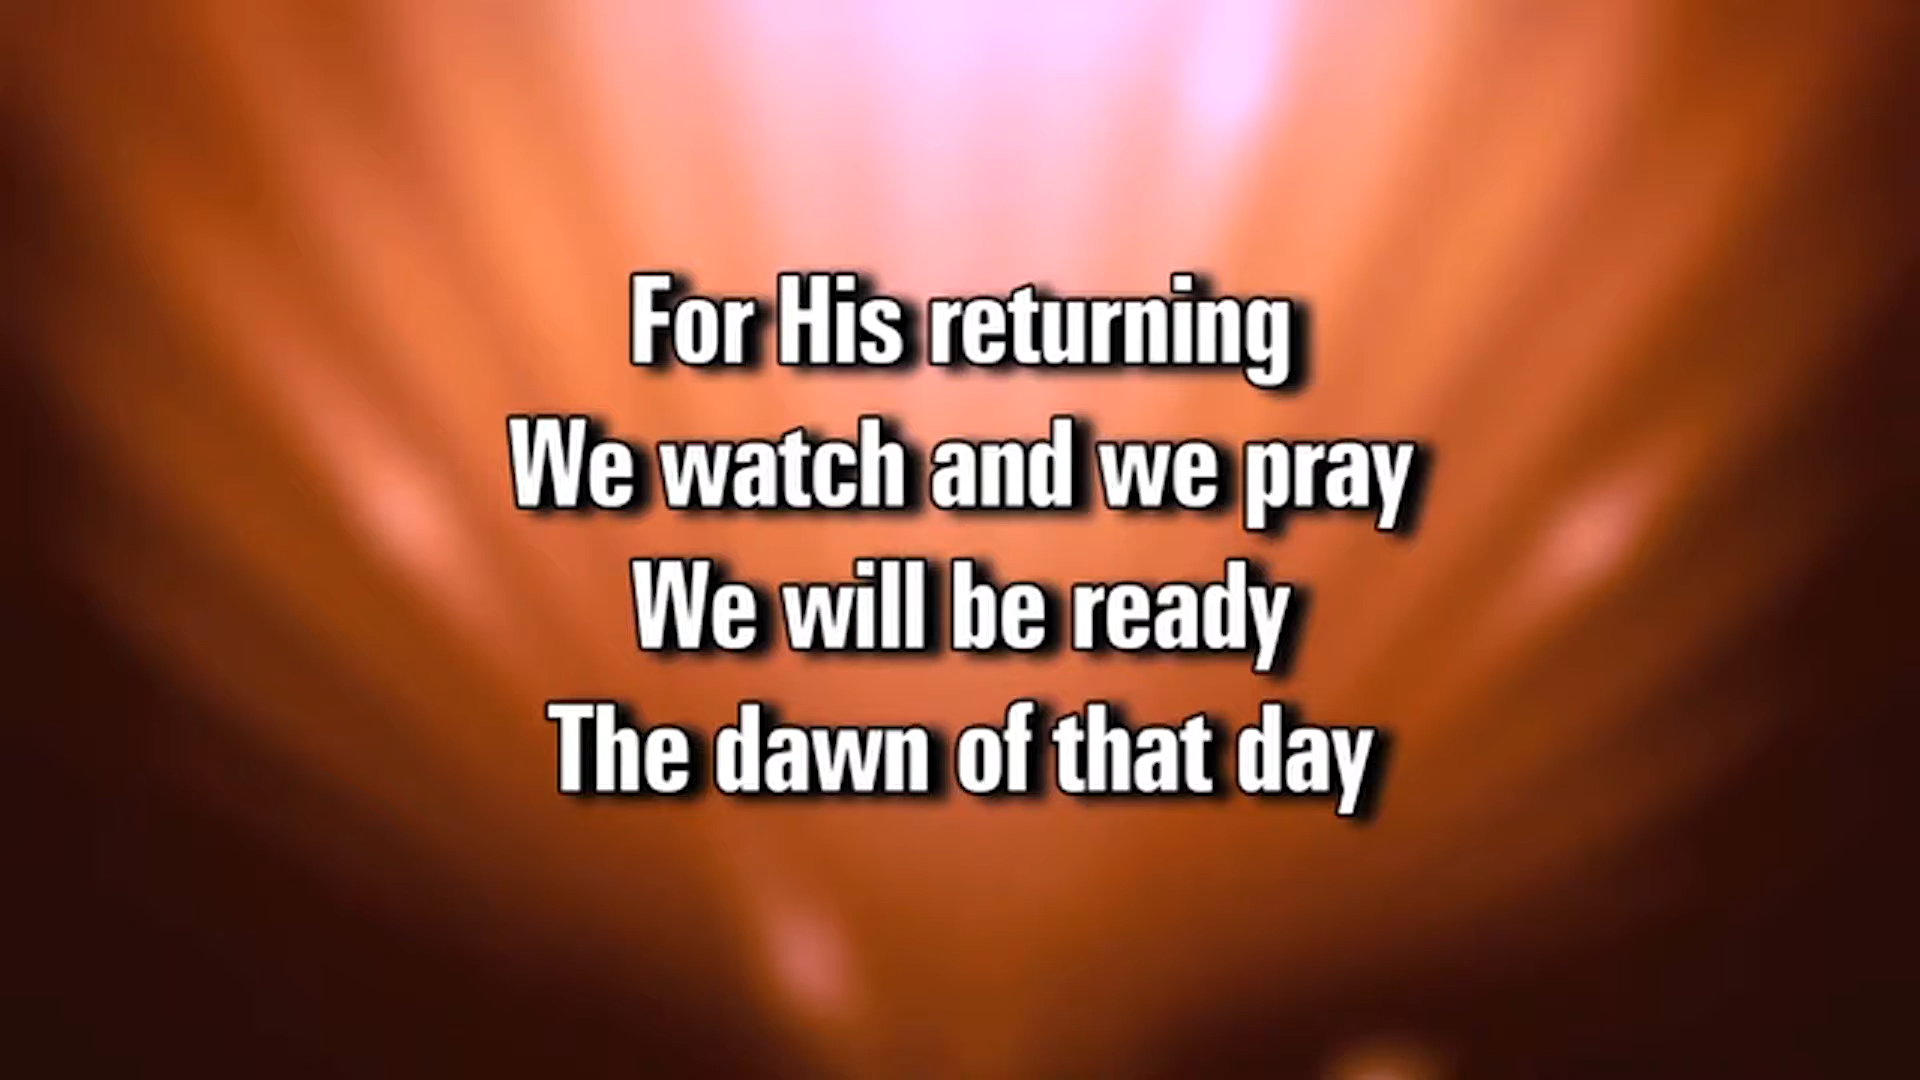 For His returning
We watch and we pray
We will be ready
The dawn of that day